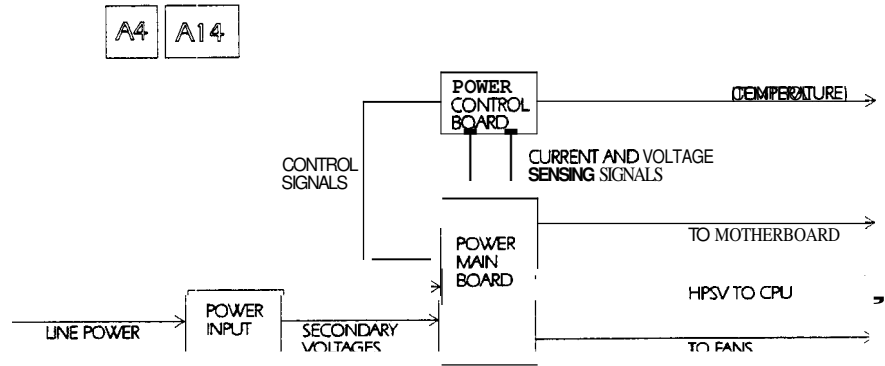 A4 A14
POWER
CONTROL
BOARD
(TEMPERATURE)
CONTROL
SIGNALS
CURRENT AND VOLTAGE
SENSING SIGNALS
POWER
MAIN
BOARD
TO MOTHERBOARD
HPSV TO CPU
POWER
INPUT
LINE POWER
SECONDARY
VOLTAGES
TO FANS